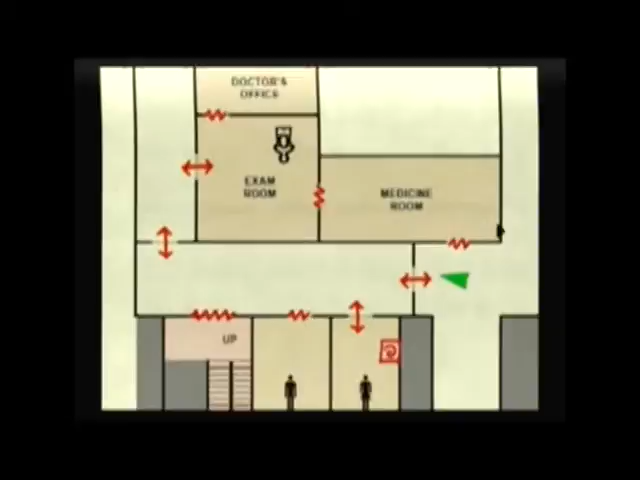 DOCTOR'S
OFFICE
EXAM
ROOM
MEDICINE
ROOM
UP